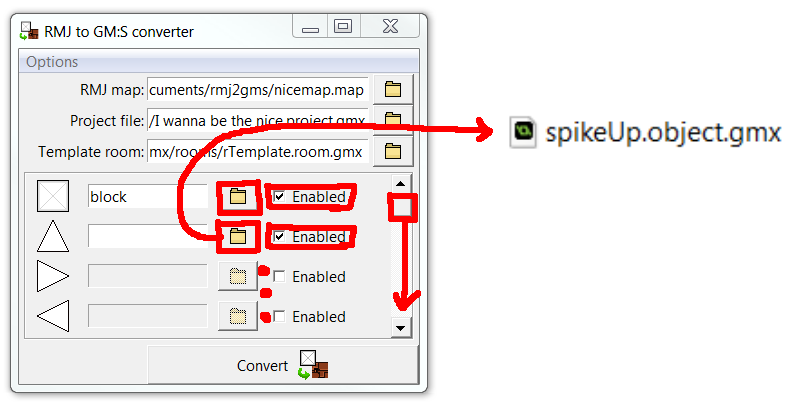 RMJ to GM:S converter
Options
RMJ map: cuments/rmj2gms/nicemap.map
Project file: /I wanna be the nice project.gmx
Template room: mx/rooms/rTemplate.room.gmx
spikeUp.object.gmx
block Enabled
Enabled
Enabled
Enabled
Convert